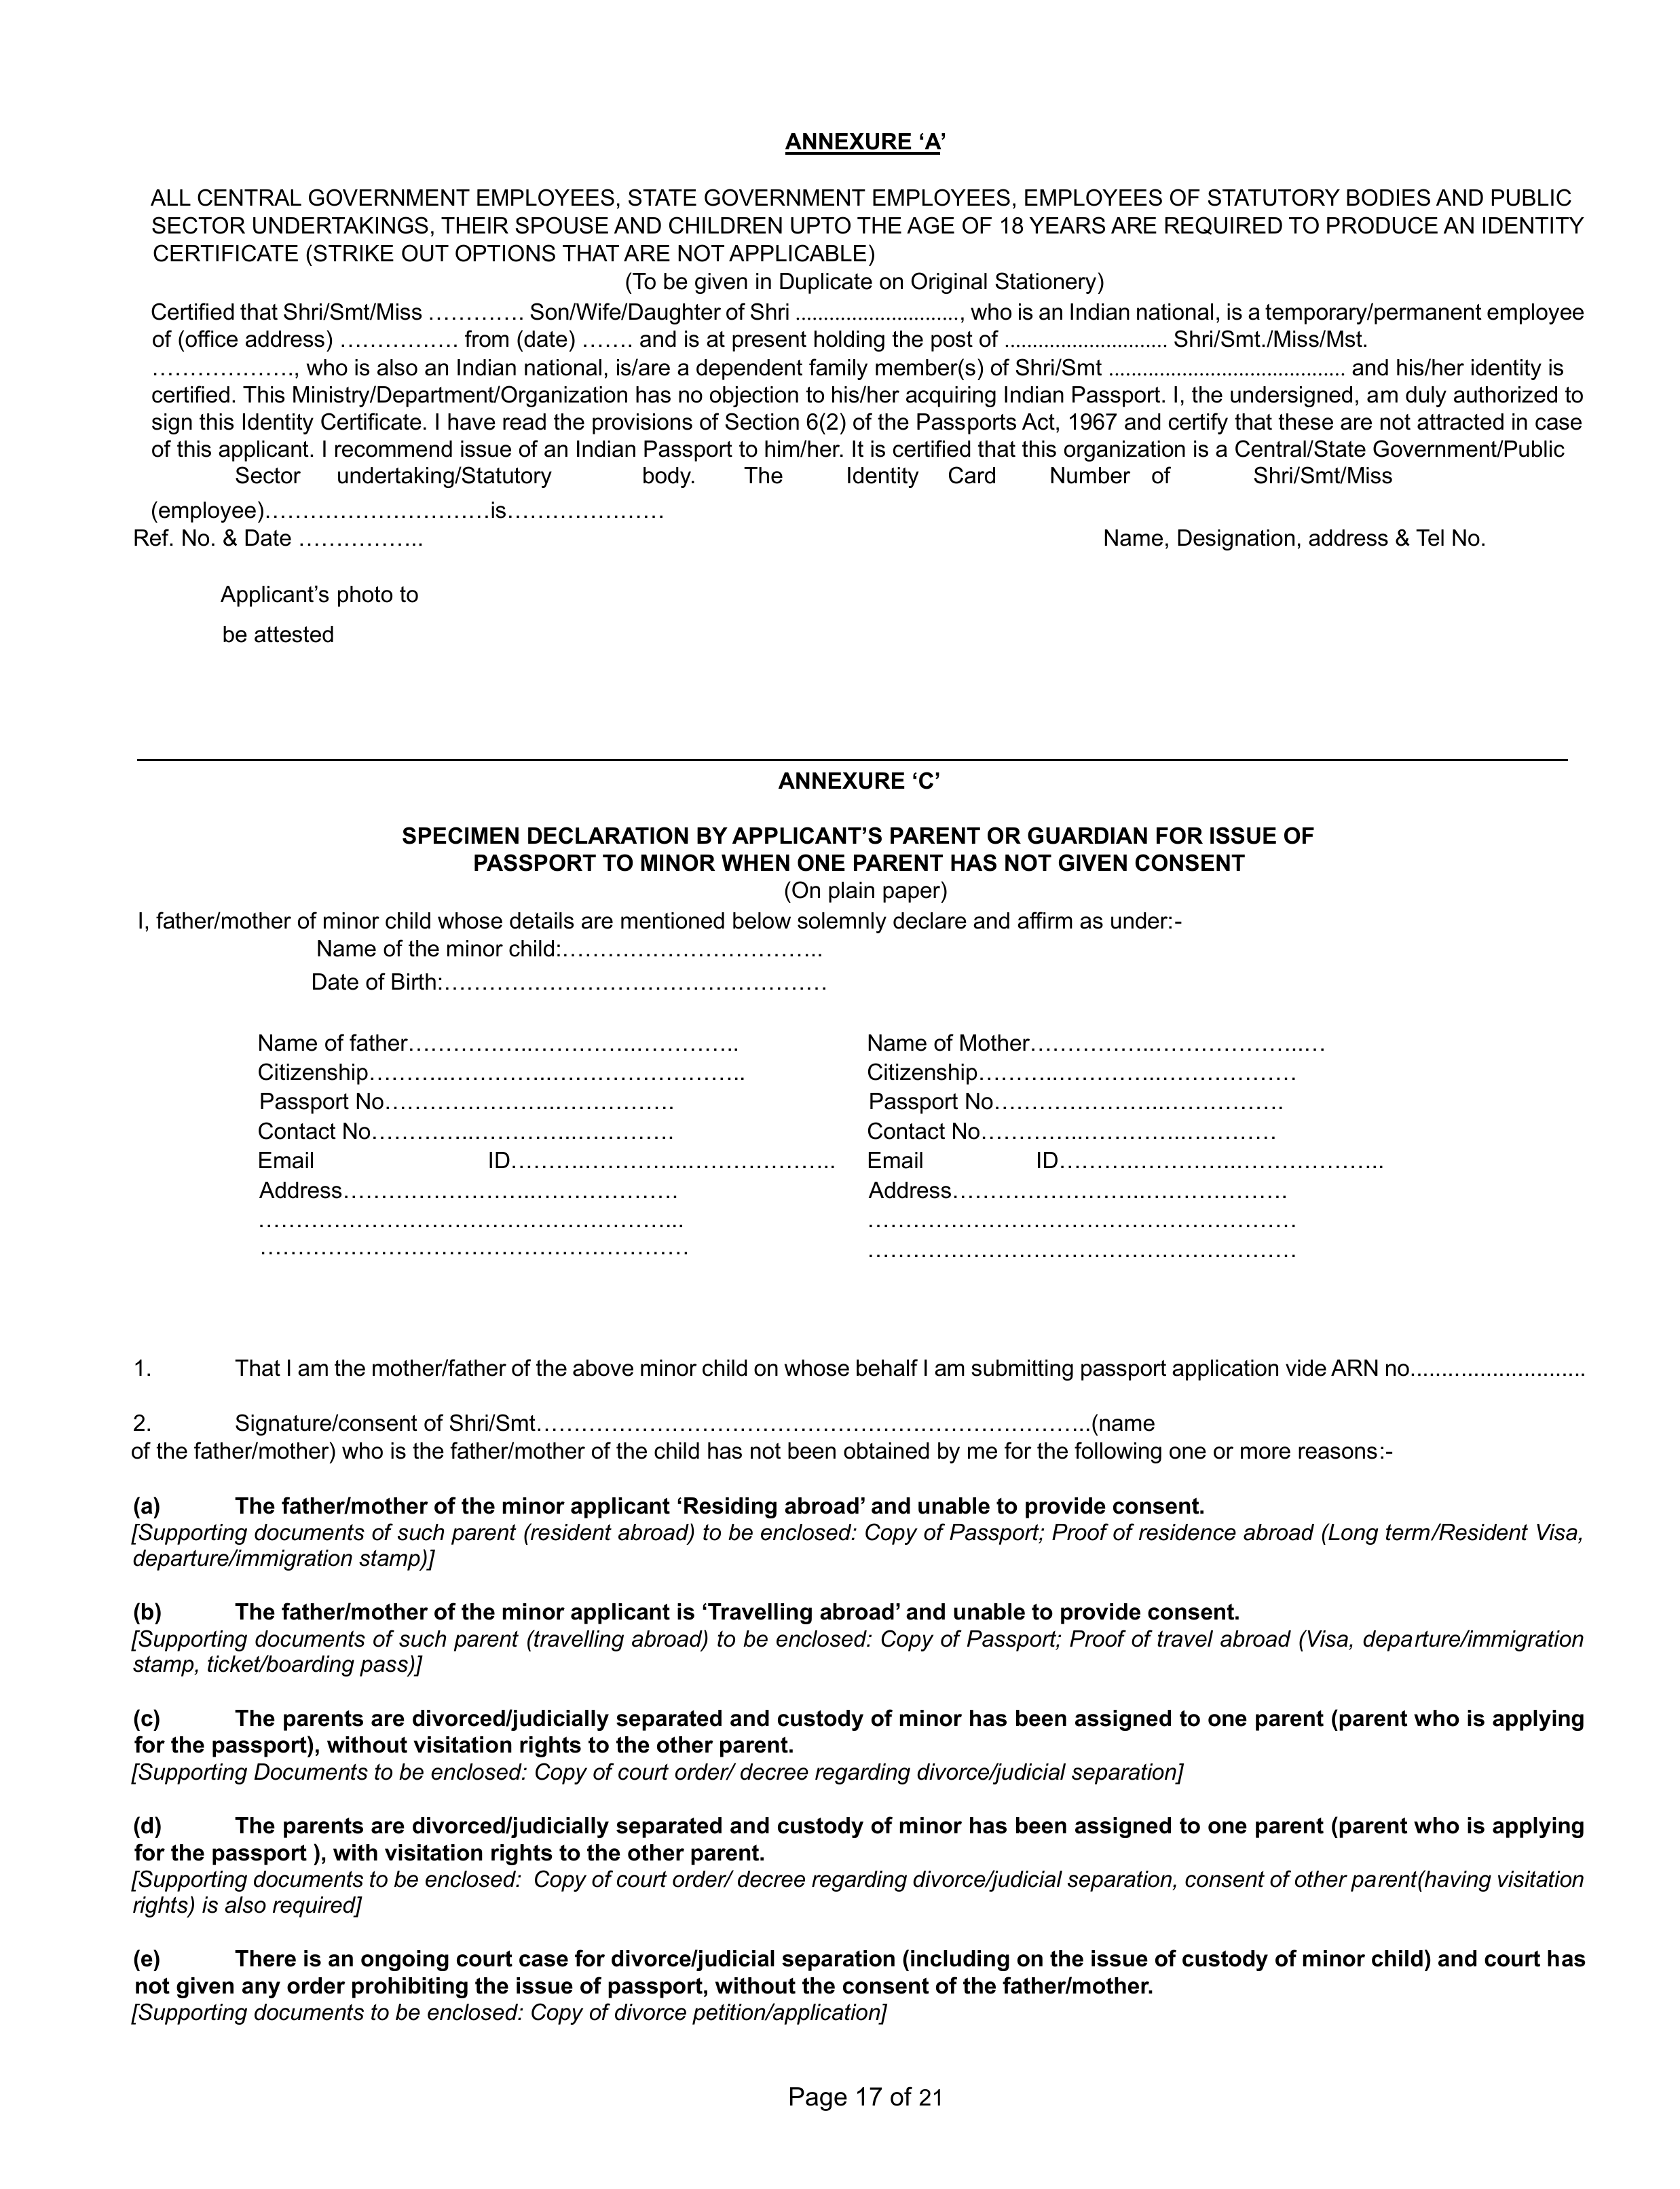 ANNEXURE ‘A’
ALL CENTRAL GOVERNMENT EMPLOYEES, STATE GOVERNMENT EMPLOYEES, EMPLOYEES OF STATUTORY BODIES AND PUBLIC
SECTOR UNDERTAKINGS, THEIR SPOUSE AND CHILDREN UPTO THE AGE OF 18 YEARS ARE REQUIRED TO PRODUCE AN IDENTITY
CERTIFICATE (STRIKE OUT OPTIONS THAT ARE NOT APPLICABLE)
(To be given in Duplicate on Original Stationery)
Certified that Shri/Smt/Miss …………. Son/Wife/Daughter of Shri ..........................., who is an Indian national, is a temporary/permanent employee
of (office address) ……………. from (date) ……. and is at present holding the post of ........................... Shri/Smt./Miss/Mst.
………………., who is also an Indian national, is/are a dependent family member(s) of Shri/Smt ....................................... and his/her identity is
certified. This Ministry/Department/Organization has no objection to his/her acquiring Indian Passport. I, the undersigned, am duly authorized to
sign this Identity Certificate. I have read the provisions of Section 6(2) of the Passports Act, 1967 and certify that these are not attracted in case
of this applicant. I recommend issue of an Indian Passport to him/her. It is certified that this organization is a Central/State Government/Public
Sector undertaking/Statutory body. The Identity Card Number of Shri/Smt/Miss
(employee)…………………………is…………………
Ref. No. & Date ……………..
Name, Designation, address & Tel No.
Applicant’s photo to
be attested
ANNEXURE ‘C’
SPECIMEN DECLARATION BY APPLICANT’S PARENT OR GUARDIAN FOR ISSUE OF
PASSPORT TO MINOR WHEN ONE PARENT HAS NOT GIVEN CONSENT
(On plain paper)
I, father/mother of minor child whose details are mentioned below solemnly declare and affirm as under:-
Name of the minor child:……………………………..
Date of Birth:……………………………………………
Name of father……………..…………..………….. Name of Mother……………..………………..…
Citizenship………..…………..…………………….. Citizenship………..…………..………………
Passport No…………………..……………. Passport No…………………..……………. 
Contact No…………..…………..…………. Contact No…………..…………..…………
Email ID………..…………..……………….. Email ID………..…………..………………..
Address……………………..………………. Address……………………..……………….
………………………………………………... …………………………………………………
………………………………………………… …………………………………………………
1. That I am the mother/father of the above minor child on whose behalf I am submitting passport application vide ARN no............................
2. Signature/consent of Shri/Smt………………………………………………………………..(name
of the father/mother) who is the father/mother of the child has not been obtained by me for the following one or more reasons:-
(a) The father/mother of the minor applicant ‘Residing abroad’ and unable to provide consent.
[Supporting documents of such parent (resident abroad) to be enclosed: Copy of Passport; Proof of residence abroad (Long term/Resident Visa,
departure/immigration stamp)]
(b) The father/mother of the minor applicant is ‘Travelling abroad’ and unable to provide consent.
[Supporting documents of such parent (travelling abroad) to be enclosed: Copy of Passport; Proof of travel abroad (Visa, departure/immigration
stamp, ticket/boarding pass)]
(c) The parents are divorced/judicially separated and custody of minor has been assigned to one parent (parent who is applying
for the passport), without visitation rights to the other parent.
[Supporting Documents to be enclosed: Copy of court order/ decree regarding divorce/judicial separation]
(d) The parents are divorced/judicially separated and custody of minor has been assigned to one parent (parent who is applying
for the passport ), with visitation rights to the other parent.
[Supporting documents to be enclosed: Copy of court order/ decree regarding divorce/judicial separation, consent of other parent(having visitation
rights) is also required]
(e) There is an ongoing court case for divorce/judicial separation (including on the issue of custody of minor child) and court has
not given any order prohibiting the issue of passport, without the consent of the father/mother.
[Supporting documents to be enclosed: Copy of divorce petition/application]
Page 17 of 21